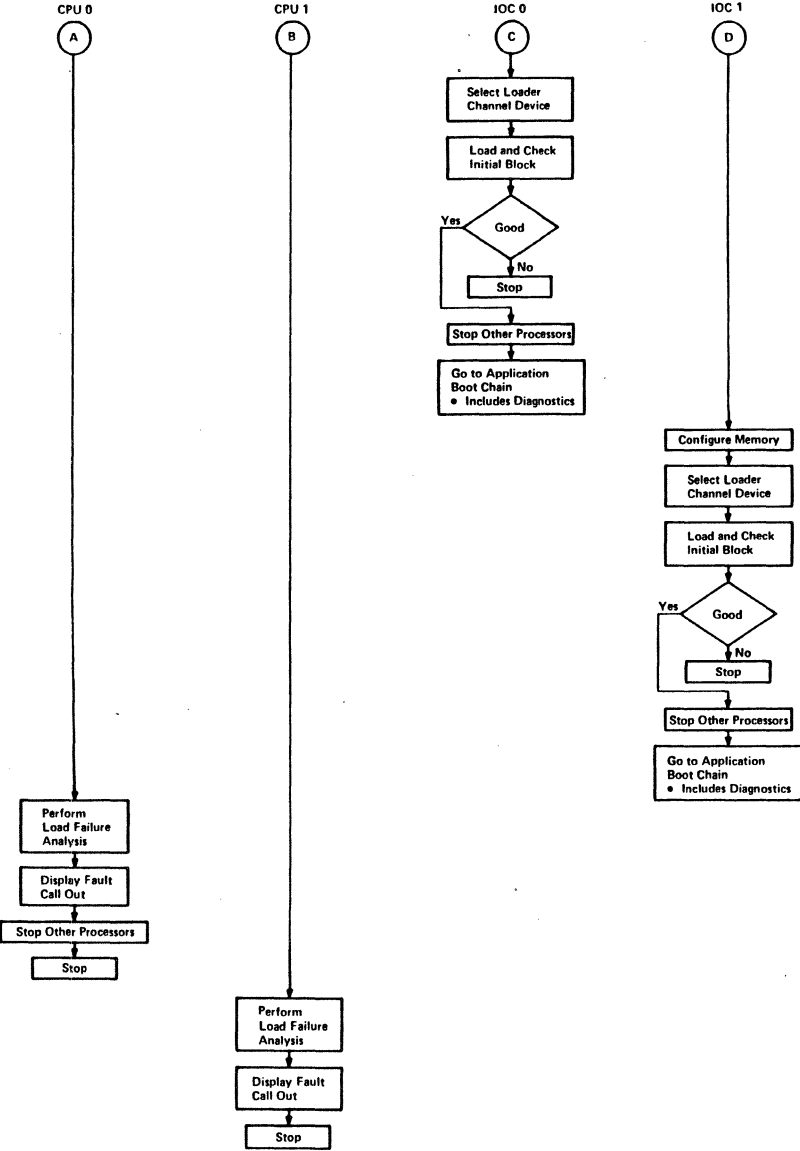 CPU 0
A
CPU 1
B
IOC 0
C
IOC 1
D
Select Loader
Channel Device
Load and Check
Initial Block
Yes
Good
No
Stop
Stop Other Processors
Go to Application
Boot Chain
• Includes Diagnostics
Configure Memory
Select Loader
Channel Device
Load and Check
Initial Block
Yes
Good
No
Stop
Stop Other Processors
Go to Application
Boot Chain
• Includes Diagnostics
Perform
Load Failure
Analysis
Display Fault
Call Out
Stop Other Processors
Stop
Perform
Load Failure
Analysis
Display Fault
Call Out
Stop